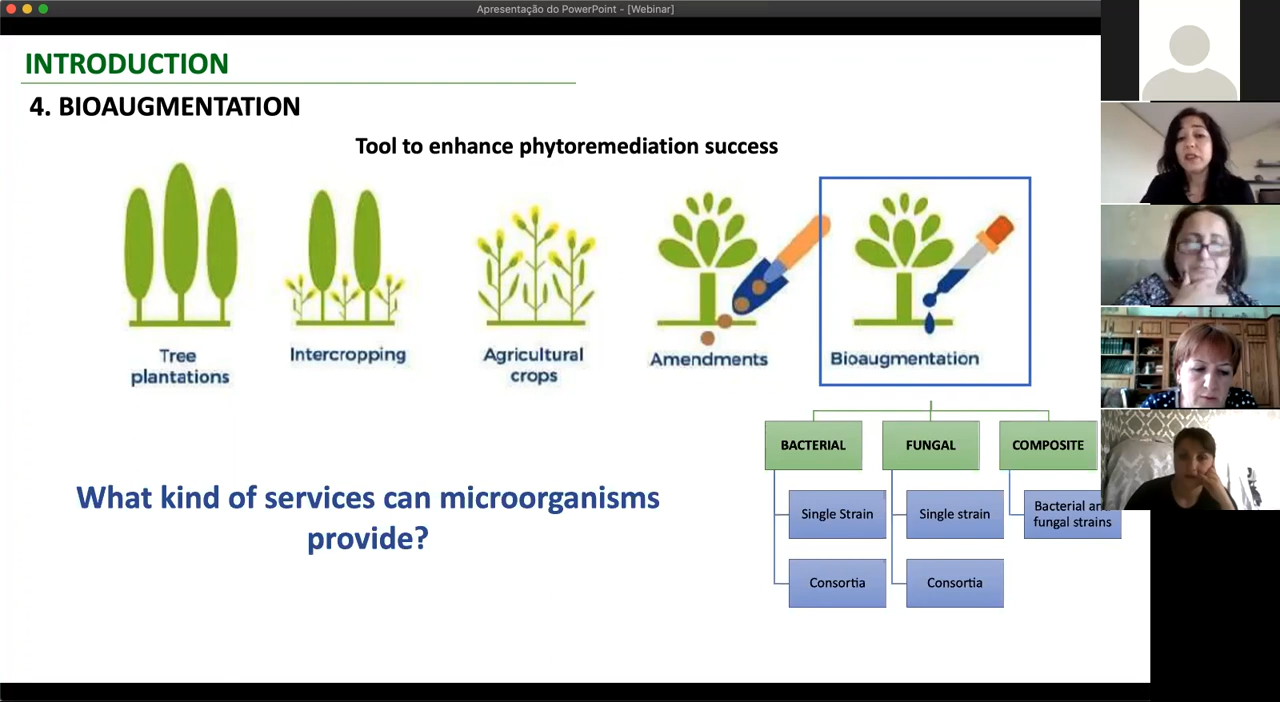 Apresentação do PowerPoint - [Webinar]
INTRODUCTION
4. BIOAUGMENTATION
Tool to enhance phytoremediation success
Tree
plantations
Intercropping
Agricultural
crops
Amendments
Bioaugmentation
BACTERIAL
FUNGAL
COMPOSITE
Single Strain
Single strain
Bacterial an
fungal strains
Consortia
Consortia
What kind of services can microorganisms
provide?